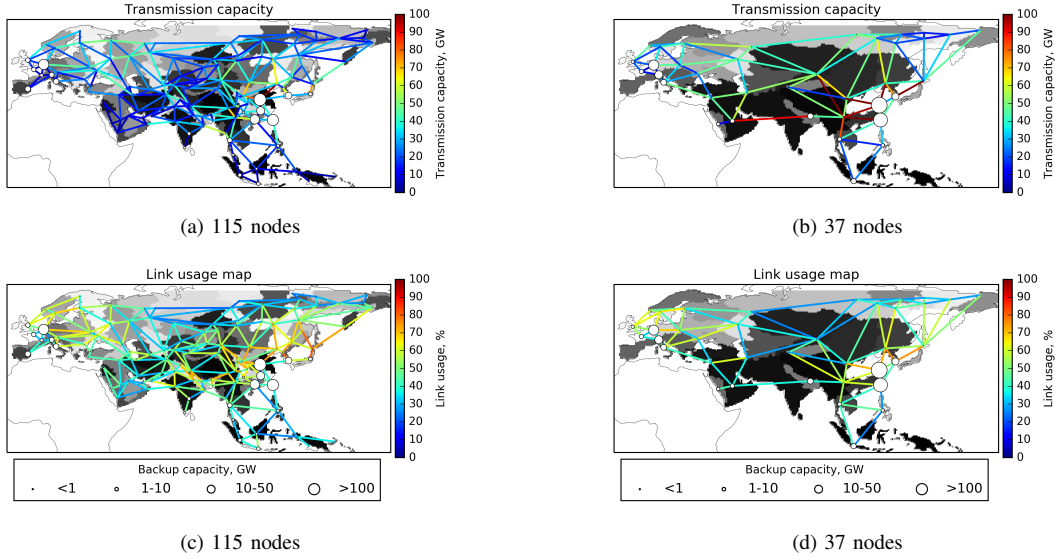 Transmission capacity
100
90
80
70
60
50
40
30
20
10
0
Transmission capacity, GW
(a) 115 nodes
Transmission capacity
100
90
80
70
60
50
40
30
20
10
0
Transmission capacity, GW
(b) 37 nodes
Link usage map
100
90
80
70
60
50
40
30
20
10
0
Link usage, %
Backup capacity, GW
<1 1-10 10-50 >100
(c) 115 nodes
Link usage map
100
90
80
70
60
50
40
30
20
10
0
Link usage, %
Backup capacity, GW
<1 1-10 10-50 >100
(d) 37 nodes